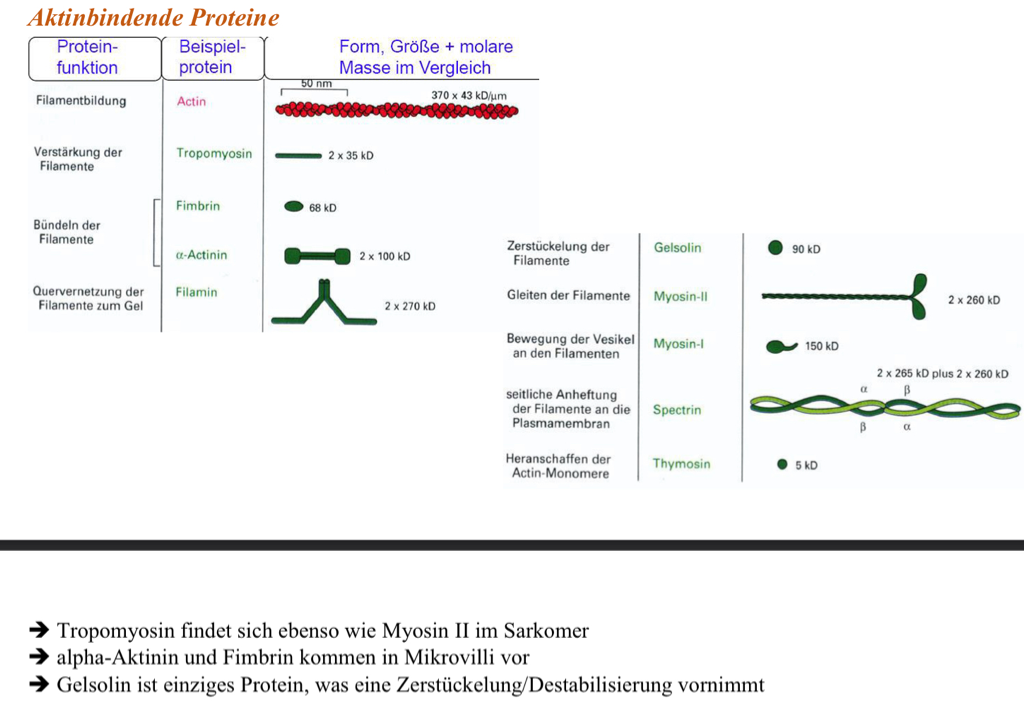 Aktinbindende Proteine
Protein-
funktion
Beispiel-
protein
Form, Größe + molare
Masse im Vergleich
50 nm
370 x 43 kD/µm
Filamentbildung
Actin
Verstärkung der
Filamente
Tropomyosin
2 x 35 kD
Bündeln der
Filamente
Fimbrin
68 kD
α-Actinin
2 x 100 kD
Quervernetzung der
Filamente zum Gel
Filamin
2 x 270 kD
Zerstückelung der
Filamente
Gelsolin
90 kD
Gleiten der Filamente
Myosin-II
2 x 260 kD
Bewegung der Vesikel
an den Filamenten
Myosin-I
150 kD
seitliche Anheftung
der Filamente an die
Plasmamembran
Spectrin
2 x 265 kD plus 2 x 260 kD
α β
β α
Heranschaffen der
Actin-Monomere
Thymosin
5 kD
➔ Tropomyosin findet sich ebenso wie Myosin II im Sarkomer
➔ alpha-Aktinin und Fimbrin kommen in Mikrovilli vor
➔ Gelsolin ist einziges Protein, was eine Zerstückelung/Destabilisierung vornimmt